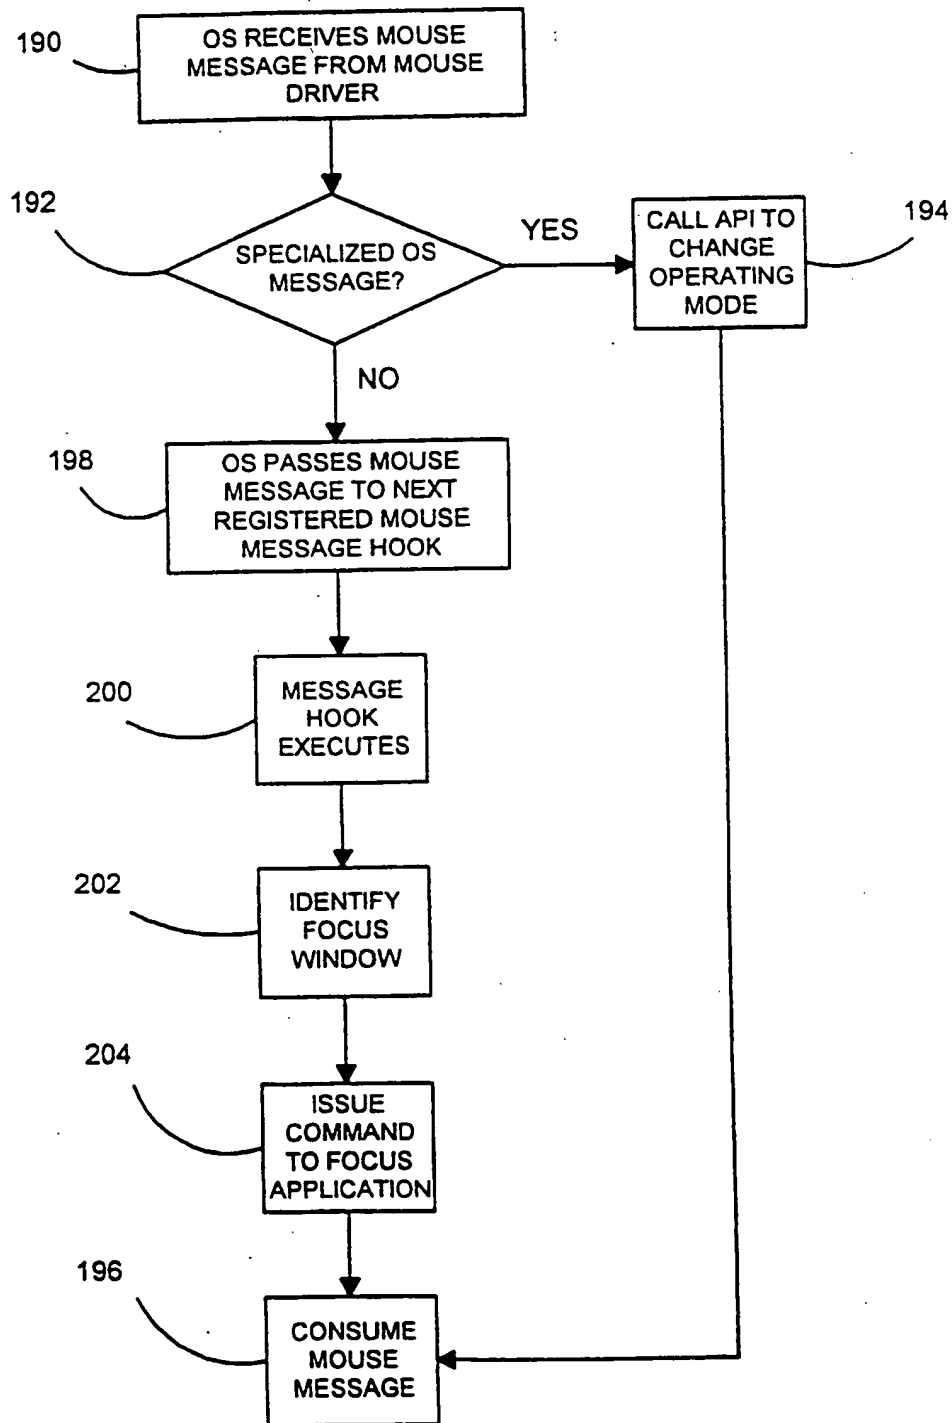 190
OS RECEIVES MOUSE
MESSAGE FROM MOUSE
DRIVER
192
SPECIALIZED OS
MESSAGE?
YES
CALL API TO
CHANGE
OPERATING
MODE
194
NO
198
OS PASSES MOUSE
MESSAGE TO NEXT
REGISTERED MOUSE
MESSAGE HOOK
200
MESSAGE
HOOK
EXECUTES
202
IDENTIFY
FOCUS
WINDOW
204
ISSUE
COMMAND
TO FOCUS
APPLICATION
196
CONSUME
MOUSE
MESSAGE